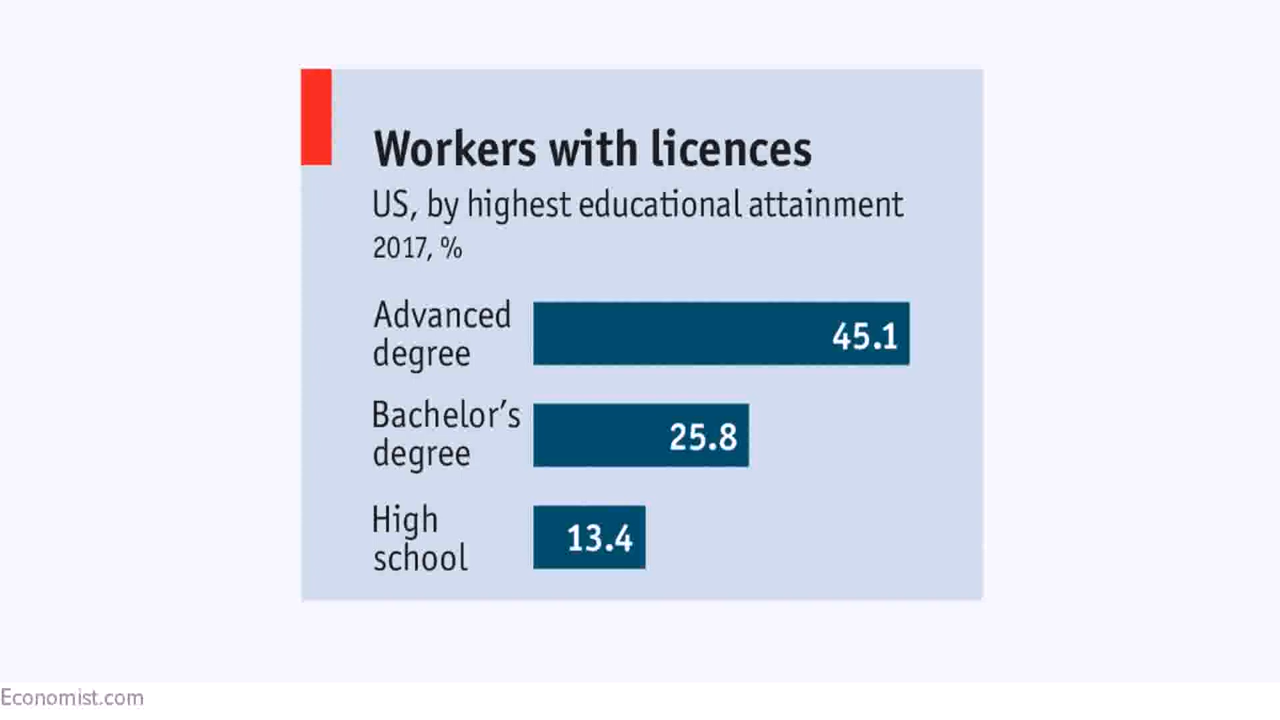 Workers with licences
US, by highest educational attainment
2017, %
Advanced
degree
45.1
Bachelor's
degree
25.8
High
school
13.4
Economist.com